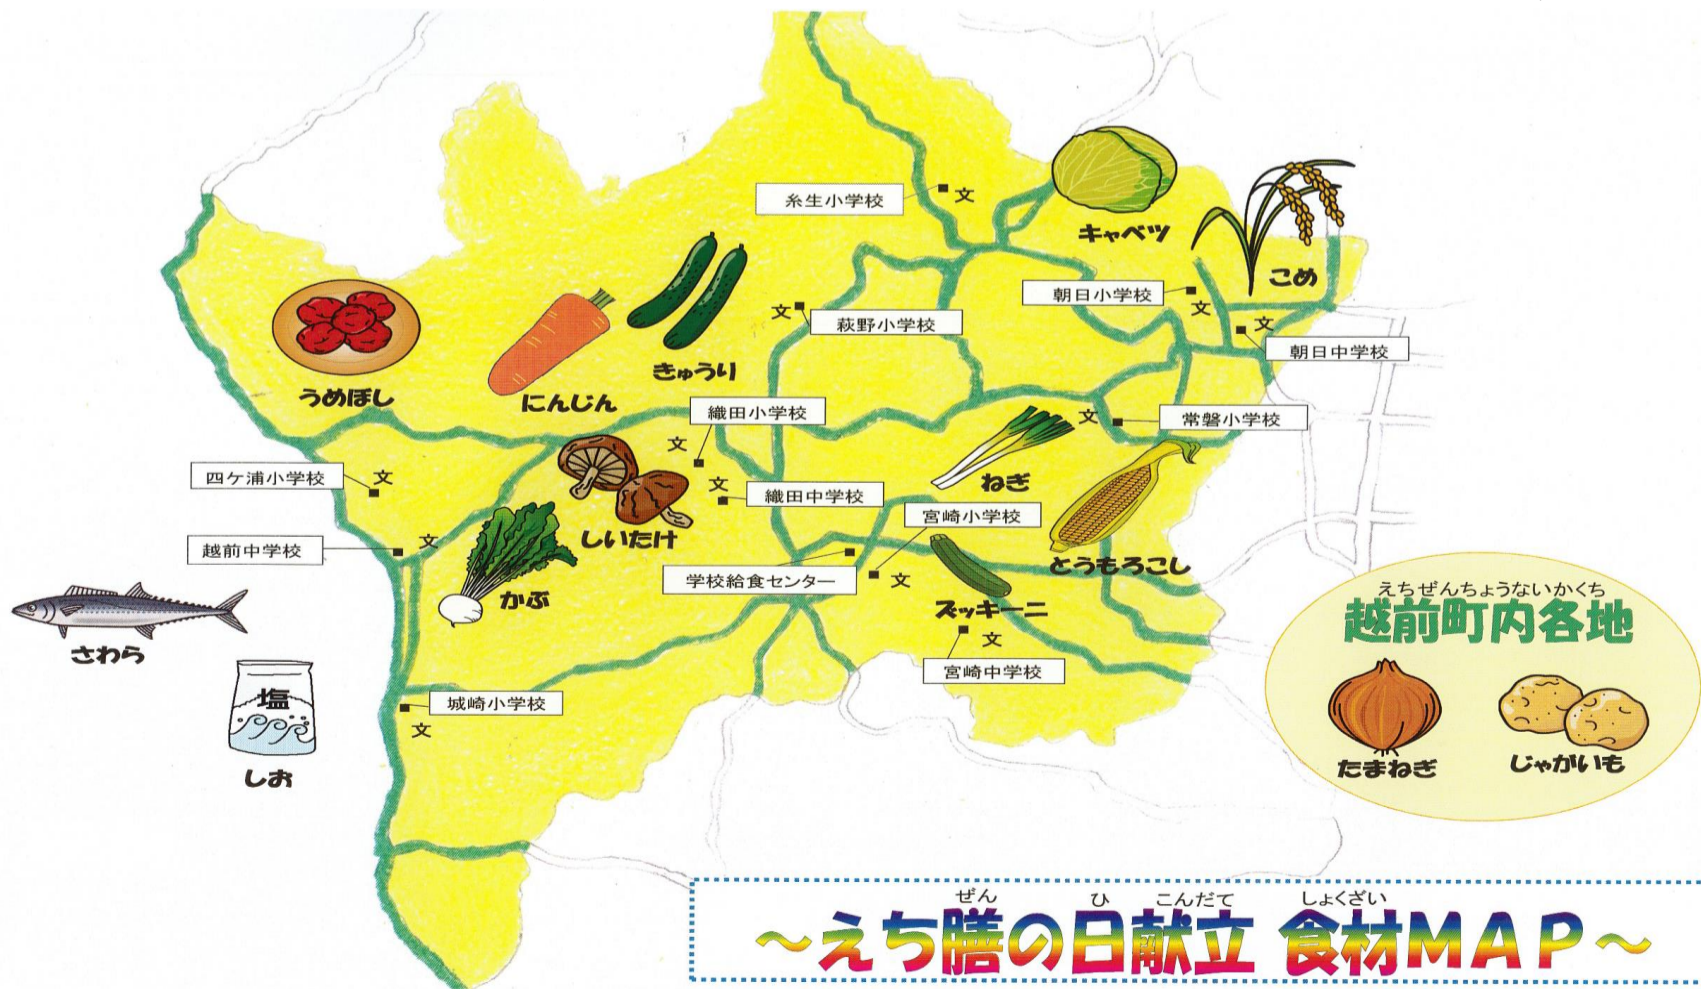 糸生小学校
文
キャベツ
こめ
朝日小学校
文
文
朝日中学校
文
萩野小学校
きゅうり
にんじん
うめぼし
織田小学校
文
文
常磐小学校
四ケ浦小学校
文
文
織田中学校
ねぎ
宮崎小学校
しいたけ
とうもろこし
越前中学校
文
学校給食センター
文
かぶ
ズッキーニ
文
宮崎中学校
さわら
塩
しお
城崎小学校
文
えちぜんちょうないかくち
越前町内各地
たまねぎ
じゃがいも
ぜん ひ こんだて しょくざい
～えち膳の日献立 食材MAP～